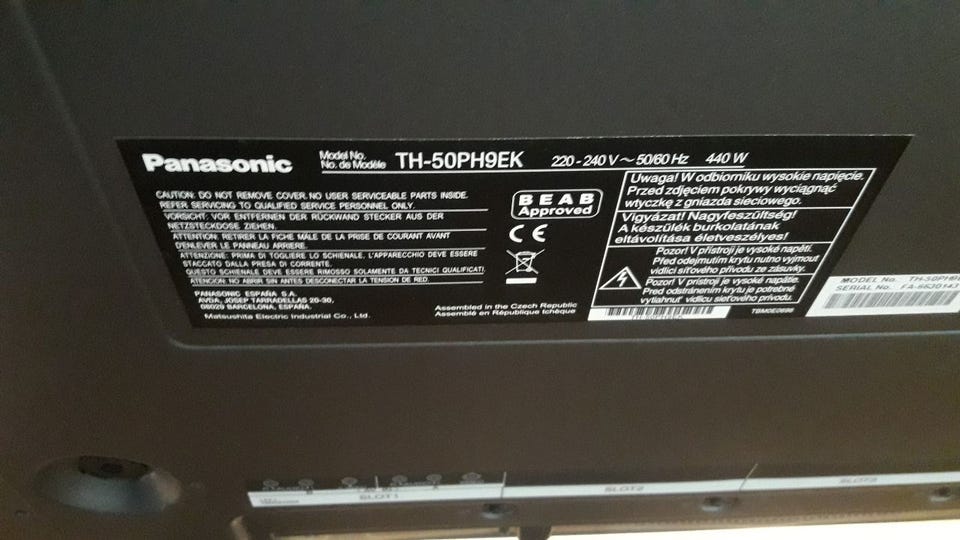 Panasonic
Model No.
No. de Modèle
TH-50PH9EK
220 - 240 V ~ 50/60 Hz 440 W
CAUTION: DO NOT REMOVE COVER. NO USER SERVICEABLE PARTS INSIDE.
REFER SERVICING TO QUALIFIED SERVICE PERSONNEL ONLY.
VORSICHT: VOR ENTFERNEN DER RÜCKWAND STECKER AUS DER
NETZSTECKDOSE ZIEHEN.
ATTENTION: RETIRER LA FICHE MALE DE LA PRISE DE COURANT AVANT
D'ENLEVER LE PANNEAU ARRIERE.
ATTENZIONE: PRIMA DI TOGLIERE LO SCHIENALE. L'APPARECCHIO DEVE ESSERE
STACCATO DALLA PRESA DI CORRENTE.
QUESTO SCHIENALE DEVE ESSERE RIMOSSO SOLAMENTE DA TECNICI QUALIFICATI.
ATENCION: NO ABRIR SIN ANTES DESCONECTAR LA TENSION DE RED.
PANASONIC ESPAÑA S.A.
AVDA, JOSEP TARRADELLAS 20-30,
08029 BARCELONA, ESPAÑA.
Matsushita Electric Industrial Co., Ltd.
BEAB
Approved
CE
Assembled in the Czech Republic
Assemblé en République tchèque
Uwaga! W odbiorniku wysokie napięcie.
Przed zdjęciem pokrywy wyciągnąć
wtyczkę z gniazda sieciowego.
Vigyázat! Nagyfeszültség!
A készülék burkolatának
eltávolítása életveszélyes!
Pozor! V přístroji je vysoké napětí.
Před odejmutím krytu nutno vyjmout
vidlici síťového přívodu ze zásuvky.
Pozor! V prístroji je vysoké napätie.
Pred odstránením krytu je potrebné
vytiahnuť vidlicu sieťového prívodu.
TBM0E0696
MODEL No. TH-50PH9
SERIAL No. FA-6620143
SLOT1
SLOT2
SLOT3